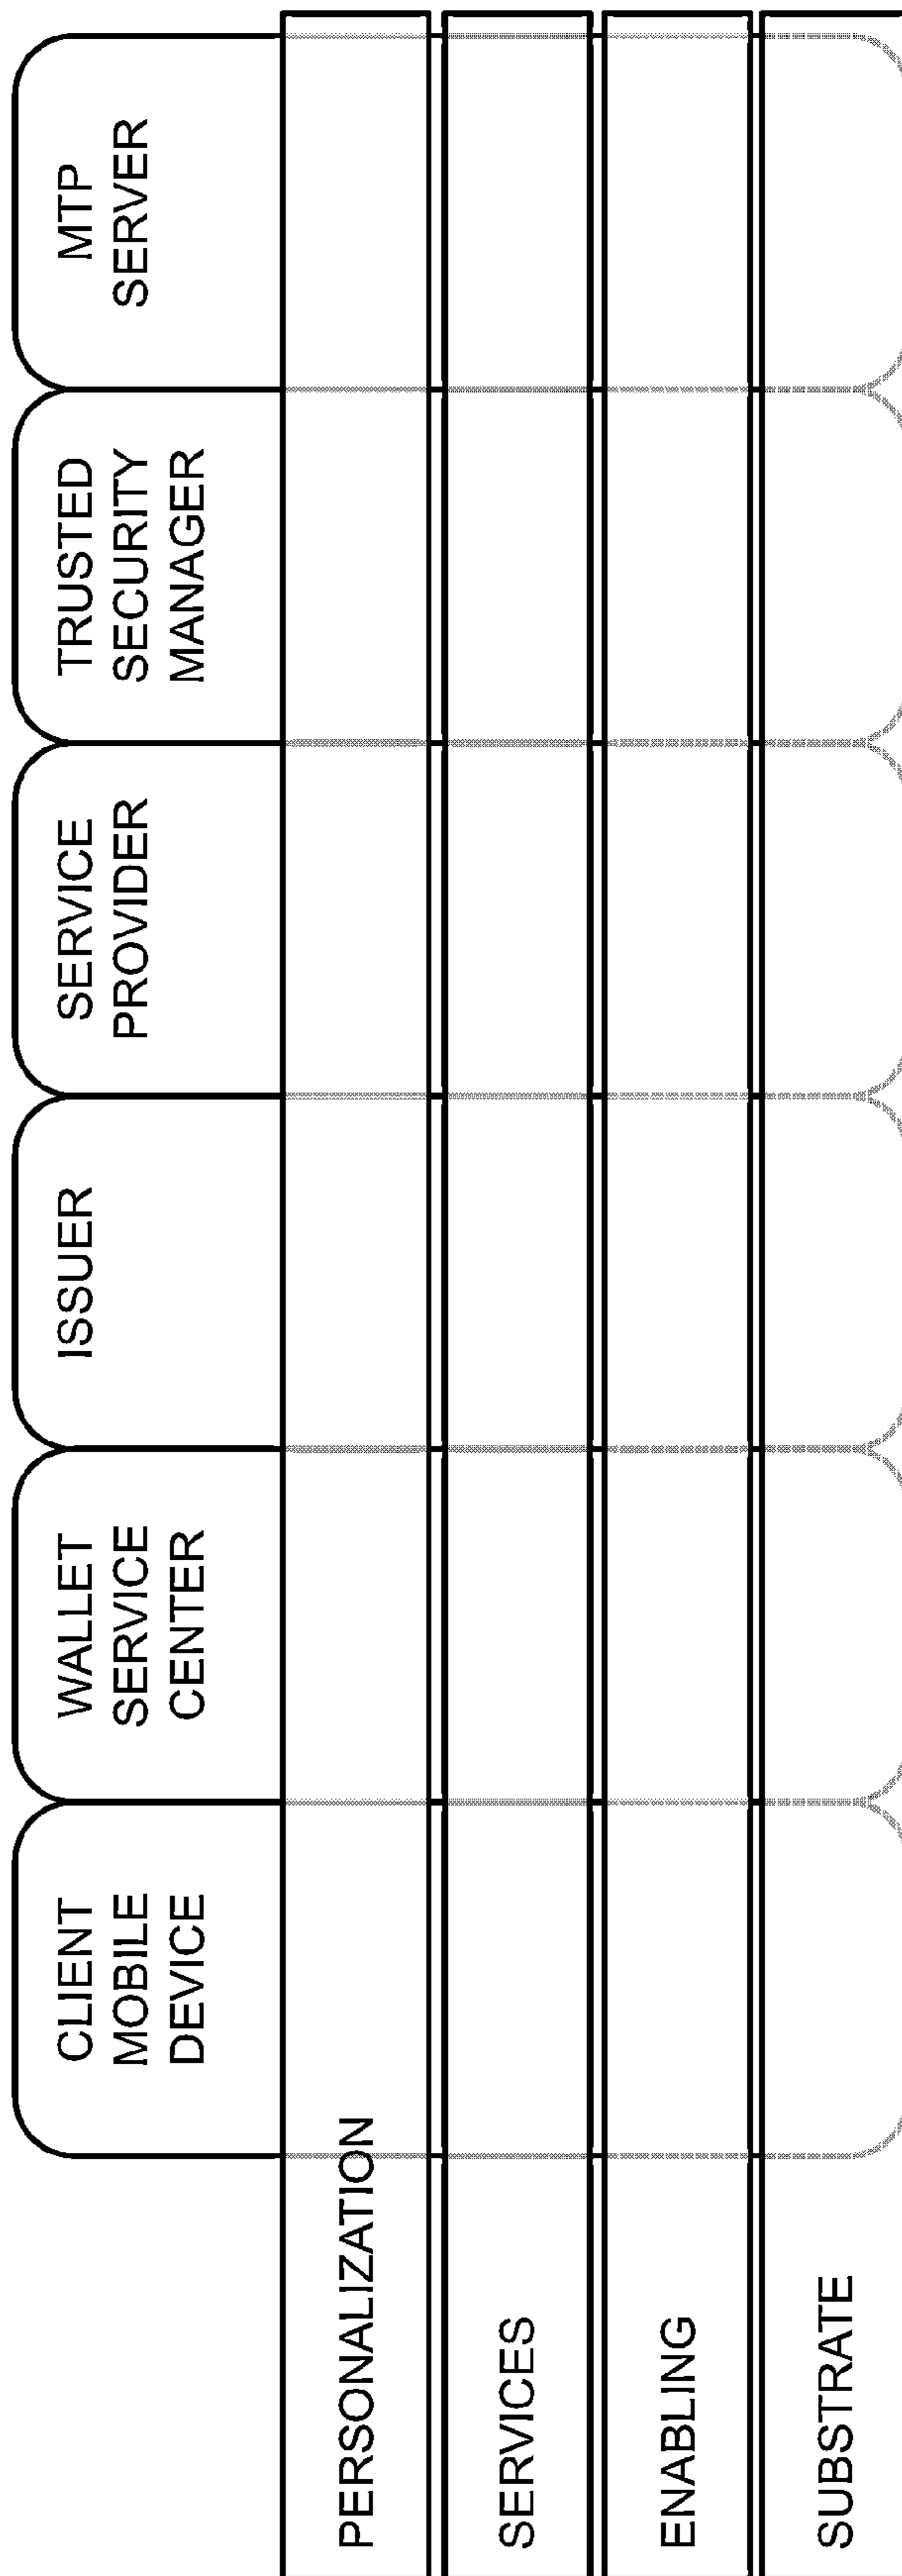 CLIENT
MOBILE
DEVICE
WALLET
SERVICE
CENTER
ISSUER
SERVICE
PROVIDER
TRUSTED
SECURITY
MANAGER
MTP
SERVER
PERSONALIZATION
SERVICES
ENABLING
SUBSTRATE